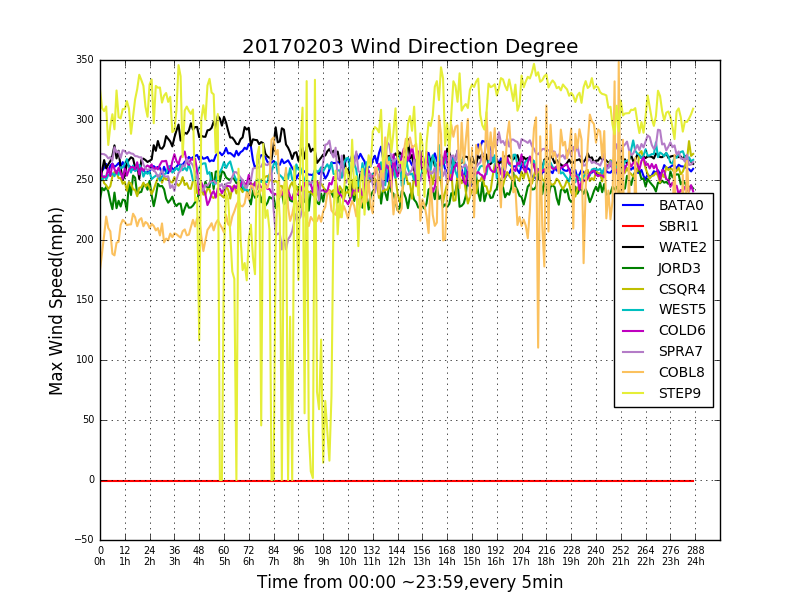 20170203 Wind Direction Degree
Max Wind Speed(mph)
350
300
250
200
150
100
50
0
−50
0 12 24 36 48 60 72 84 96 108 120 132 144 156 168 180 192 204 216 228 240 252 264 276 288
0h 1h 2h 3h 4h 5h 6h 7h 8h 9h 10h 11h 12h 13h 14h 15h 16h 17h 18h 19h 20h 21h 22h 23h 24h
Time from 00:00 ~23:59,every 5min
BATA0
SBRI1
WATE2
JORD3
CSQR4
WEST5
COLD6
SPRA7
COBL8
STEP9